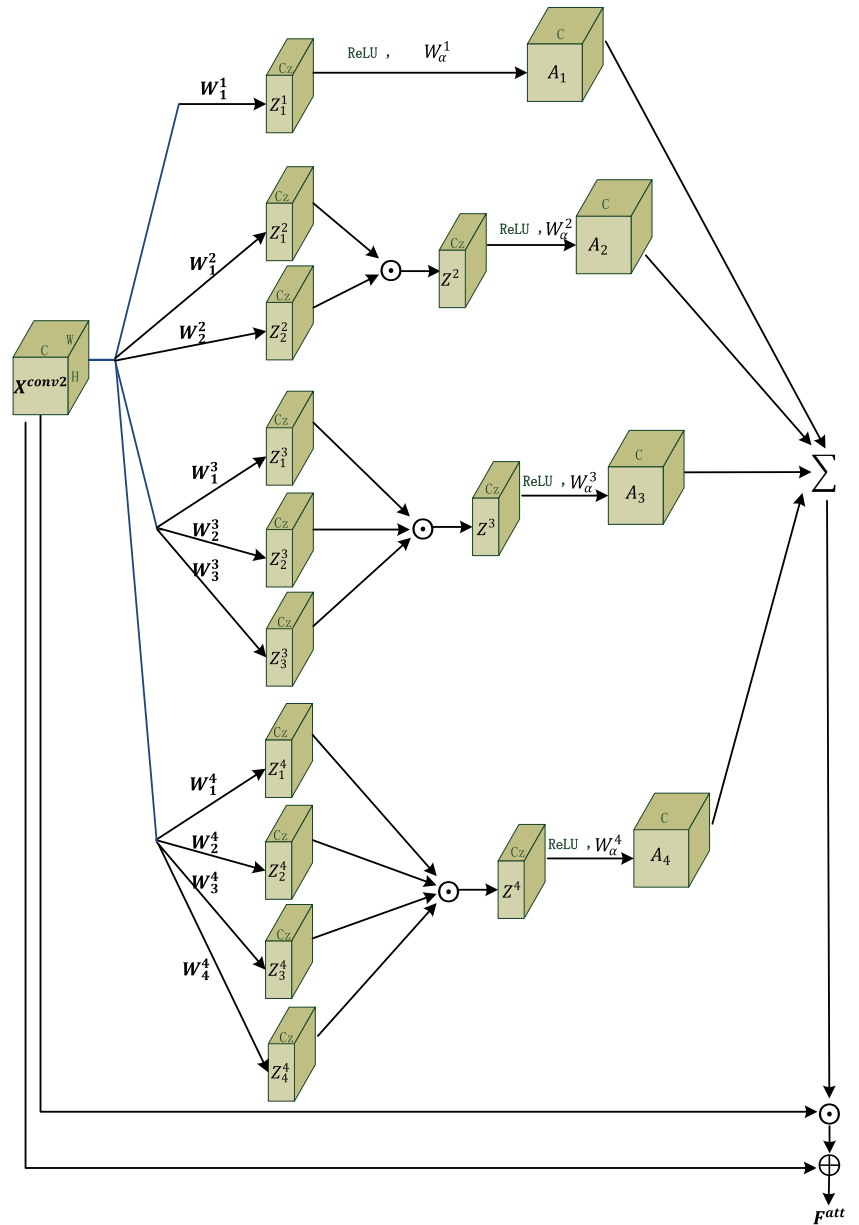 C
ReLU , W_α^1
Cz
A_1
W_1^1
Z_1^1
Cz
C
Z_1^2
ReLU , W_α^2
Cz
A_2
W_1^2
Z^2
Cz
W_2^2
Z_2^2
W
C
H
X^{conv2}
Cz
Z_1^3
C
W_1^3
ReLU , W_α^3
Cz
A_3
Cz
W_2^3
Z^3
Z_2^3
W_3^3
Cz
Z_3^3
Cz
Z_1^4
W_1^4
C
Cz
W_2^4
ReLU , W_α^4
Cz
A_4
Z_2^4
W_3^4
Z^4
Cz
Z_3^4
W_4^4
Cz
Z_4^4
Σ
⊙
⊕
F^{att}